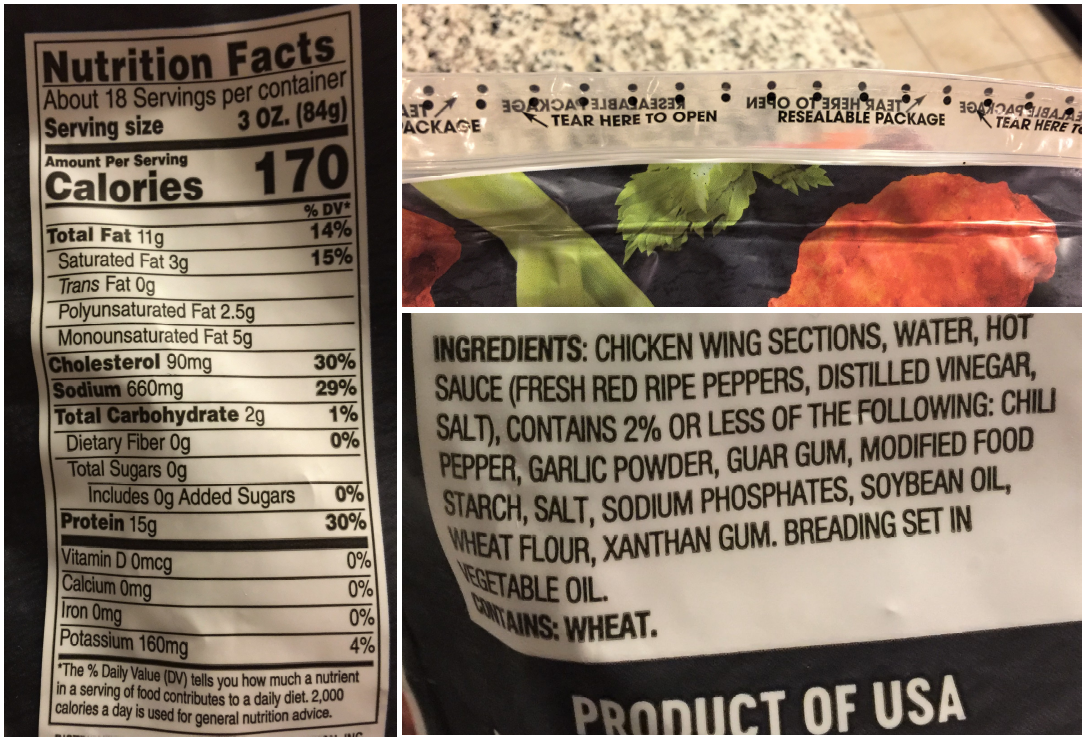 Nutrition Facts
About 18 Servings per container
Serving size 3 OZ. (84g)
Amount Per Serving
Calories 170
% DV*
Total Fat 11g 14%
Saturated Fat 3g 15%
Trans Fat 0g
Polyunsaturated Fat 2.5g
Monounsaturated Fat 5g
Cholesterol 90mg 30%
Sodium 660mg 29%
Total Carbohydrate 2g 1%
Dietary Fiber 0g 0%
Total Sugars 0g
Includes 0g Added Sugars 0%
Protein 15g 30%
Vitamin D 0mcg 0%
Calcium 0mg 0%
Iron 0mg 0%
Potassium 160mg 4%
*The % Daily Value (DV) tells you how much a nutrient
in a serving of food contributes to a daily diet. 2,000
calories a day is used for general nutrition advice.
PACKAGE
TEAR HERE TO OPEN
RESEALABLE PACKAGE
TEAR HERE TO
INGREDIENTS: CHICKEN WING SECTIONS, WATER, HOT
SAUCE (FRESH RED RIPE PEPPERS, DISTILLED VINEGAR,
SALT), CONTAINS 2% OR LESS OF THE FOLLOWING: CHILI
PEPPER, GARLIC POWDER, GUAR GUM, MODIFIED FOOD
STARCH, SALT, SODIUM PHOSPHATES, SOYBEAN OIL,
WHEAT FLOUR, XANTHAN GUM. BREADING SET IN
VEGETABLE OIL.
CONTAINS: WHEAT.
PRODUCT OF USA